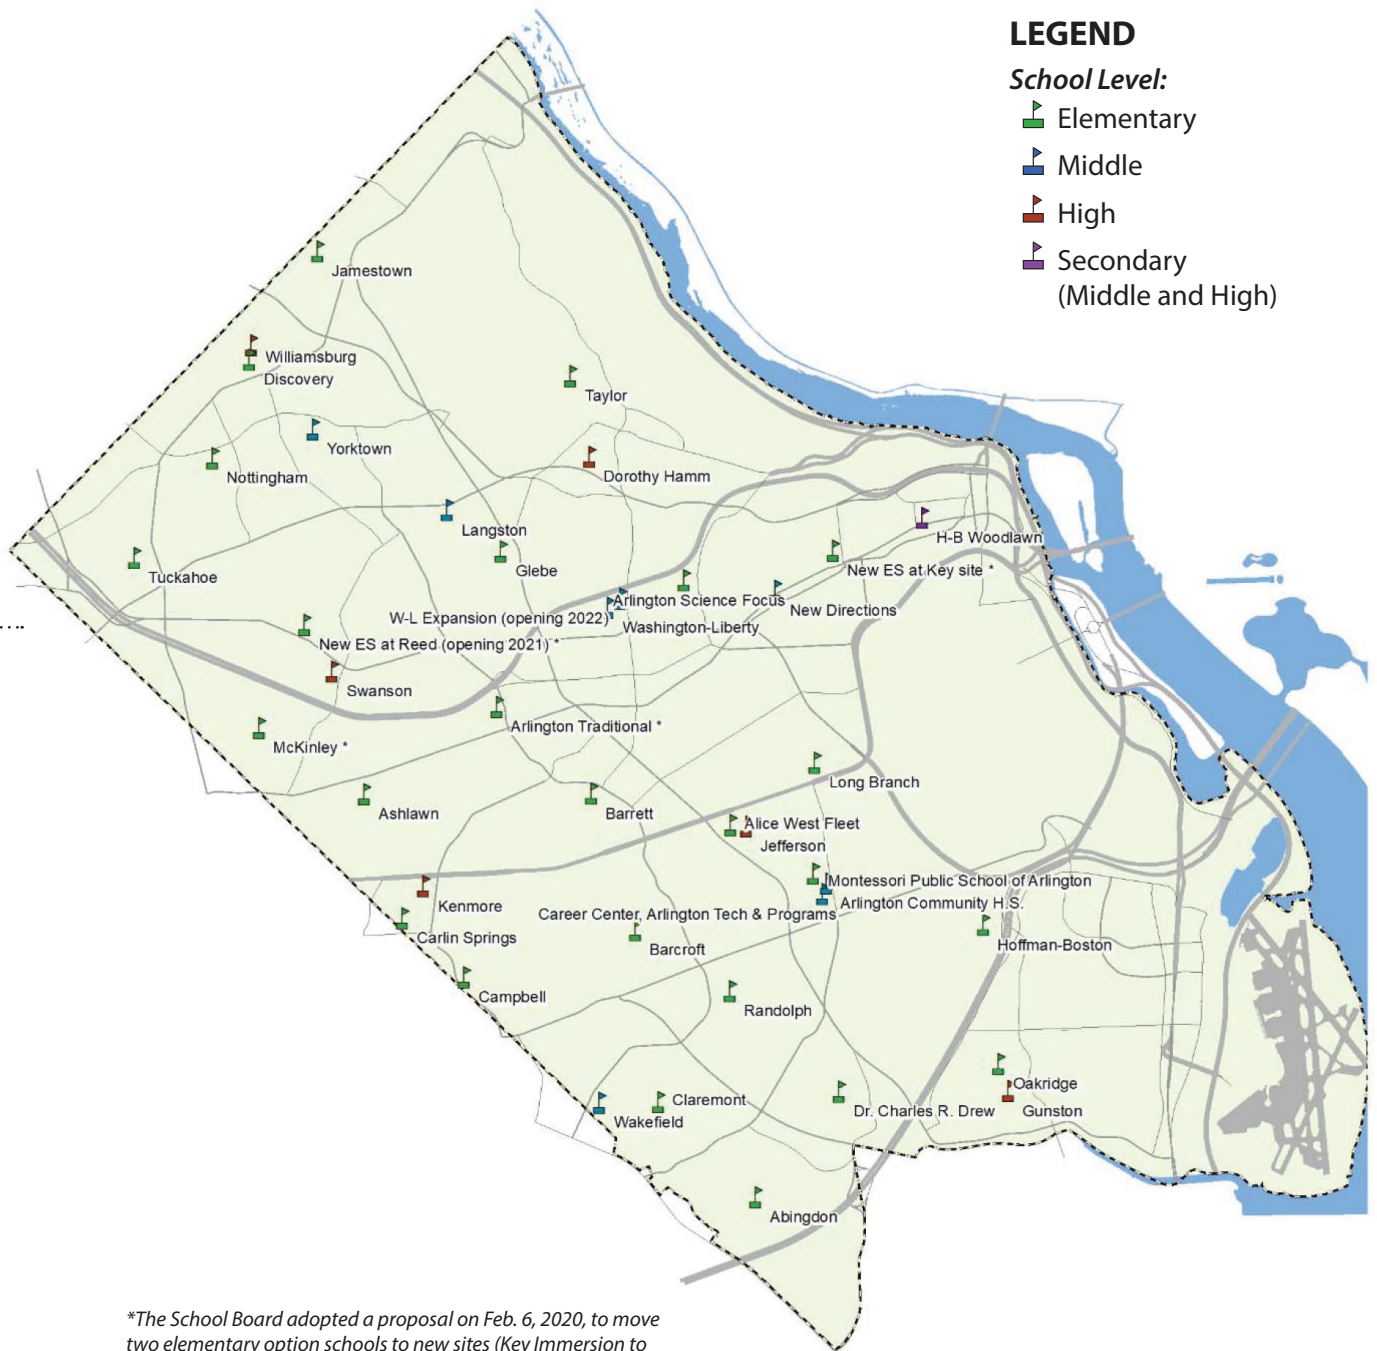 LEGEND
School Level:
Elementary
Middle
High
Secondary
(Middle and High)
Jamestown
Williamsburg
Discovery
Taylor
Yorktown
Nottingham
Dorothy Hamm
Langston
H-B Woodlawn
Glebe
New ES at Key site *
Tuckahoe
Arlington Science Focus
New Directions
W-L Expansion (opening 2022)
Washington-Liberty
....
New ES at Reed (opening 2021) *
Swanson
Arlington Traditional *
McKinley *
Long Branch
Ashlawn
Barrett
Alice West Fleet
Jefferson
Montessori Public School of Arlington
Arlington Community H.S.
Kenmore
Career Center, Arlington Tech & Programs
Carlin Springs
Barcroft
Hoffman-Boston
Campbell
Randolph
Oakridge
Claremont
Dr. Charles R. Drew
Gunston
Wakefield
Abingdon
*The School Board adopted a proposal on Feb. 6, 2020, to move
two elementary option schools to new sites (Key Immersion to